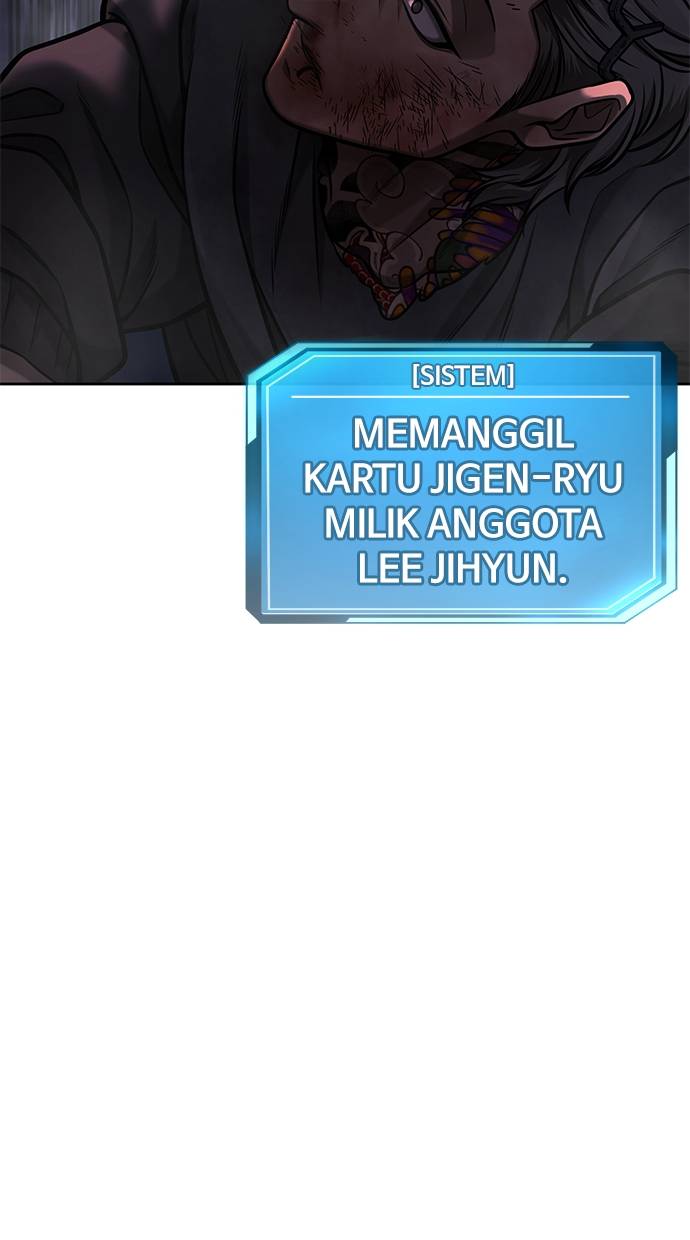 [SISTEM]
MEMANGGIL
KARTU JIGEN-RYU
MILIK ANGGOTA
LEE JIHYUN.